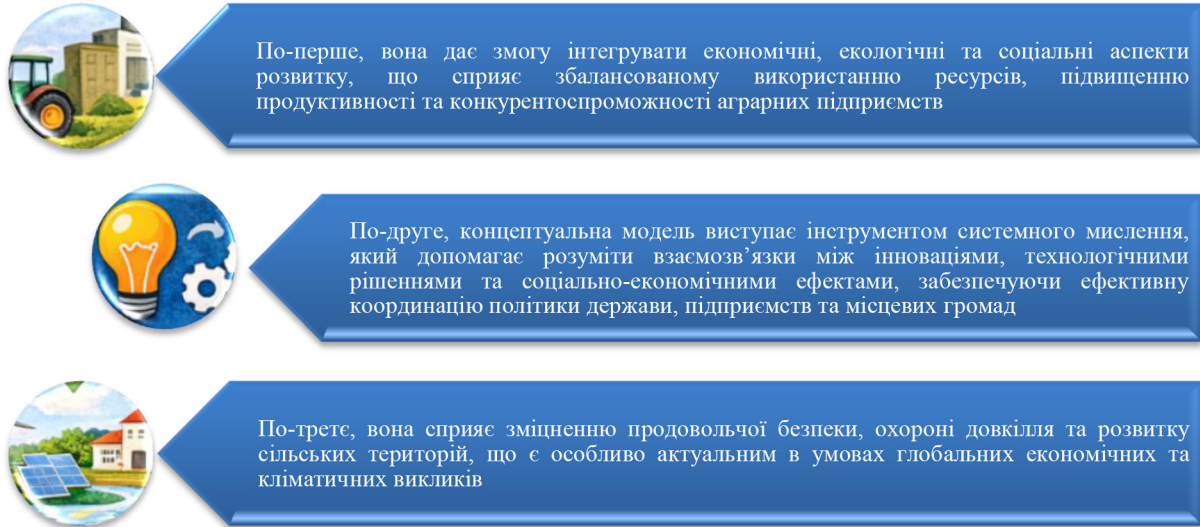 По-перше, вона дає змогу інтегрувати економічні, екологічні та соціальні аспекти
розвитку, що сприяє збалансованому використанню ресурсів, підвищенню
продуктивності та конкурентоспроможності аграрних підприємств
По-друге, концептуальна модель виступає інструментом системного мислення,
який допомагає розуміти взаємозв’язки між інноваціями, технологічними
рішеннями та соціально-економічними ефектами, забезпечуючи ефективну
координацію політики держави, підприємств та місцевих громад
По-третє, вона сприяє зміцненню продовольчої безпеки, охороні довкілля та розвитку
сільських територій, що є особливо актуальним в умовах глобальних економічних та
кліматичних викликів